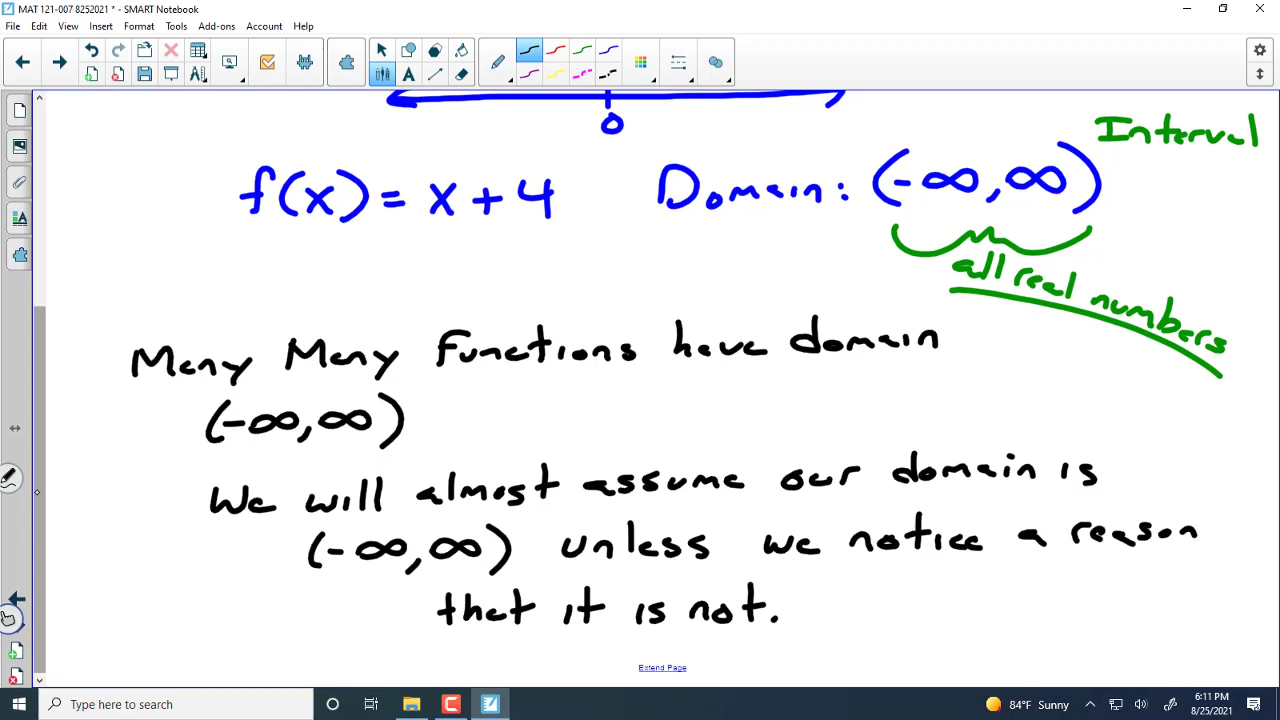 MAT 121-007 8252021 * - SMART Notebook
File Edit View Insert Format Tools Add-ons Account Help
0
Interval
f(x) = x + 4 Domain: (-∞, ∞)
all real numbers
Many Many Functions have domain
(-∞, ∞)
We will almost assume our domain is
(-∞, ∞) unless we notice a reason
that it is not.
Extend Page
Type here to search
84°F Sunny
6:11 PM
8/25/2021